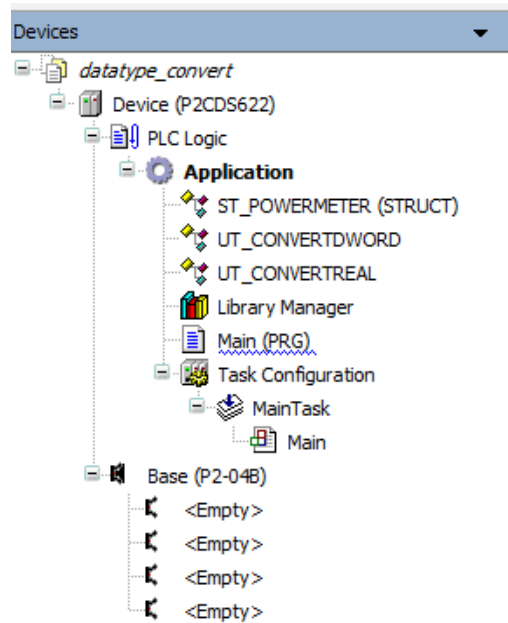 Devices
datatype_convert
Device (P2CDS622)
PLC Logic
Application
ST_POWERMETER (STRUCT)
UT_CONVERTDWORD
UT_CONVERTREAL
Library Manager
Main (PRG)
Task Configuration
MainTask
Main
Base (P2-04B)
<Empty>
<Empty>
<Empty>
<Empty>